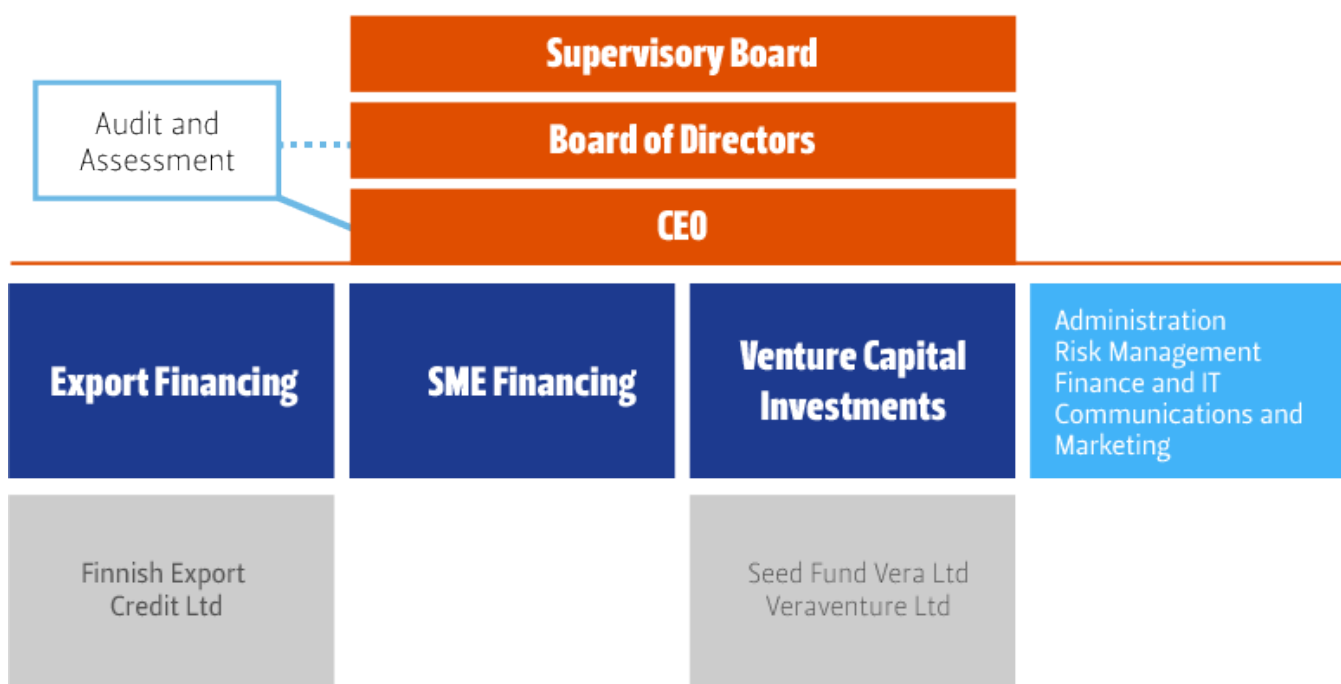 Supervisory Board
Audit and
Assessment
Board of Directors
CEO
Export Financing
SME Financing
Venture Capital
Investments
Administration
Risk Management
Finance and IT
Communications and
Marketing
Finnish Export
Credit Ltd
Seed Fund Vera Ltd
Veraventure Ltd